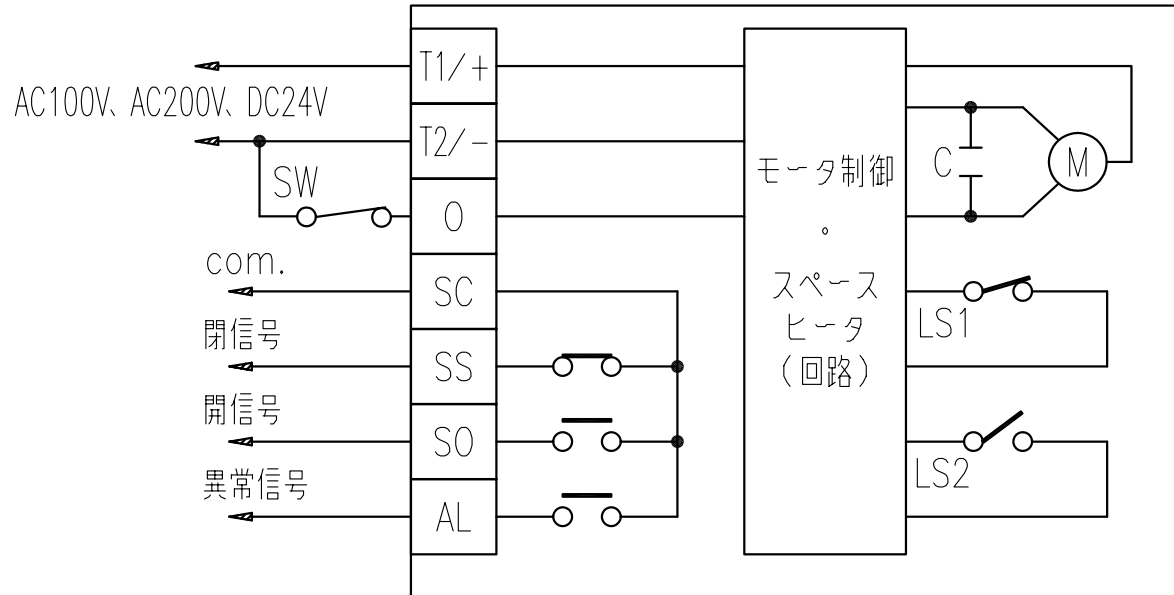 T1/+
AC100V、AC200V、DC24V
T2/-
SW
O
com.
SC
閉信号
SS
開信号
SO
異常信号
AL
モータ制御
。
スペース
ヒータ
(回路)
C
M
LS1
LS2